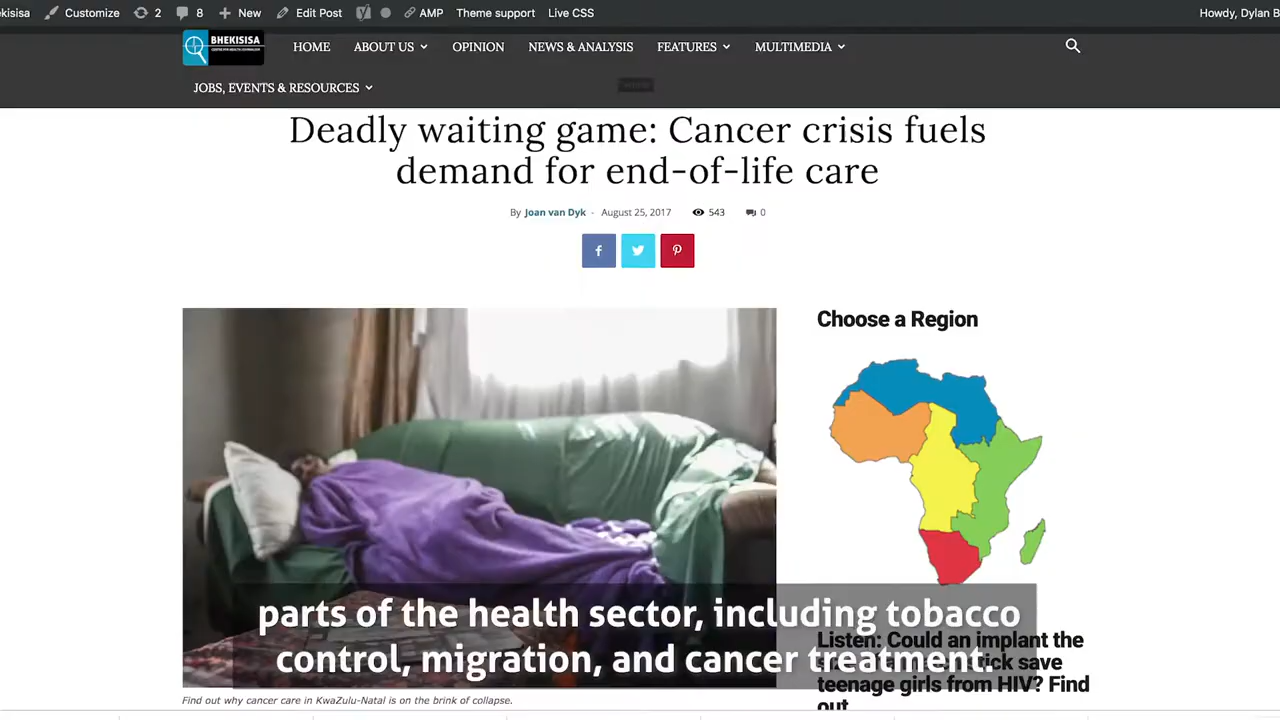 ekisisa Customize 2 8 + New Edit Post AMP Theme support Live CSS Howdy, Dylan B
BHEKISISA
HOME ABOUT US OPINION NEWS & ANALYSIS FEATURES MULTIMEDIA
JOBS, EVENTS & RESOURCES
Deadly waiting game: Cancer crisis fuels
demand for end-of-life care
By Joan van Dyk - August 25, 2017 543 0
Choose a Region
parts of the health sector, including tobacco
control, migration, and cancer treatment.
Listen: Could an implant the
stick save
teenage girls from HIV? Find
out
Find out why cancer care in KwaZulu-Natal is on the brink of collapse.